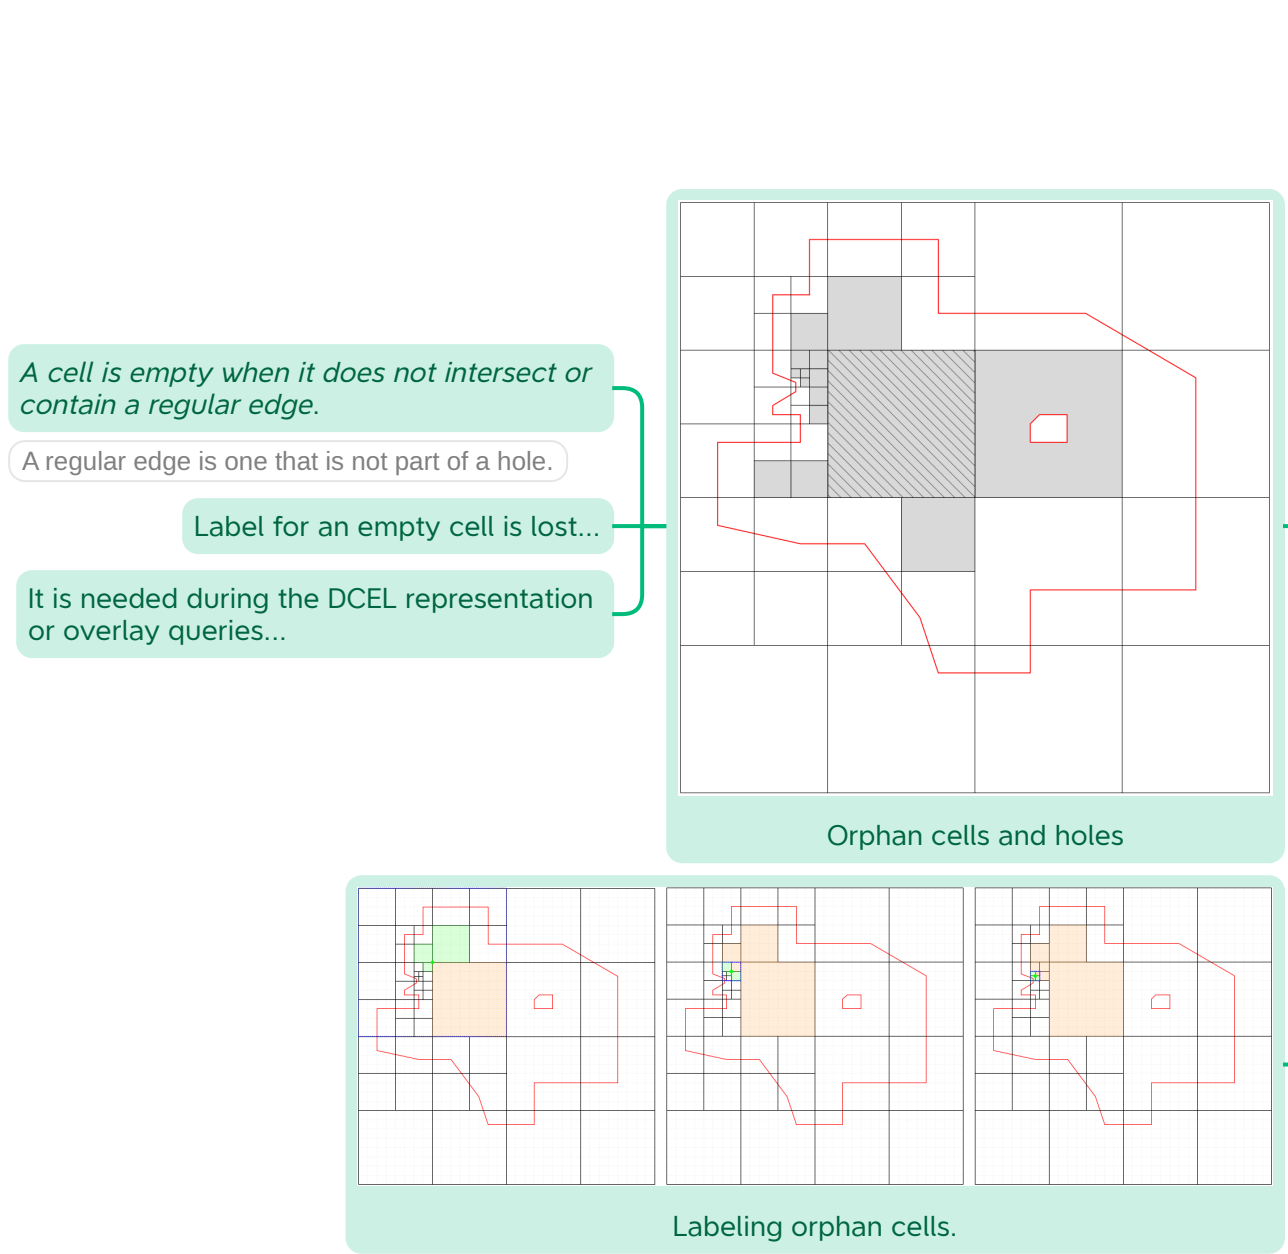 A cell is empty when it does not intersect or
contain a regular edge.
A regular edge is one that is not part of a hole.
Label for an empty cell is lost...
It is needed during the DCEL representation
or overlay queries...
Orphan cells and holes
Labeling orphan cells.